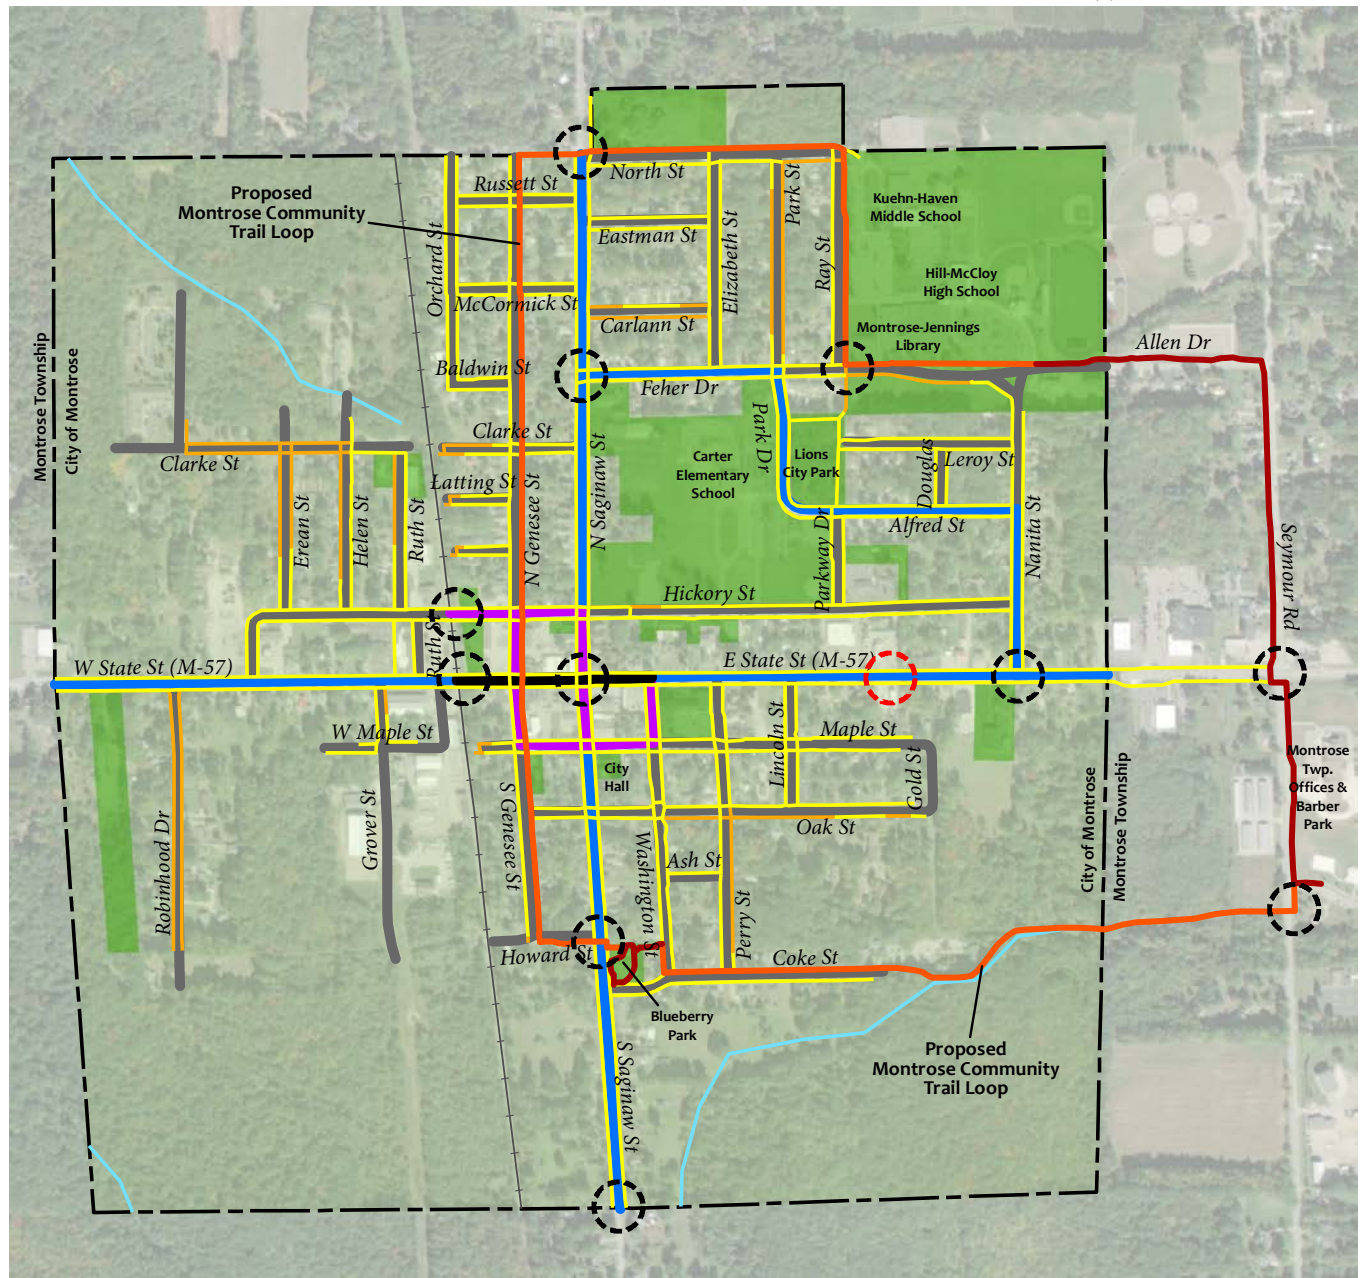 North St
Russett St
Proposed
Montrose Community
Trail Loop
Park St
Kuehn-Haven
Middle School
Eastman St
Elizabeth St
Ray St
Orchard St
Hill-McCloy
High School
McCormick St
Carlann St
Montrose-Jennings
Library
Allen Dr
Montrose Township
City of Montrose
Baldwin St
Feher Dr
Park Dr
Clarke St
N Saginaw St
Carter
Elementary
School
Lions
City Park
Douglas
Leroy St
Clarke St
Latting St
N Genesee St
Erean St
Helen St
Ruth St
Alfred St
Nanita St
Seymour Rd
Parkway Dr
Hickory St
Ruth St
W State St (M-57)
E State St (M-57)
W Maple St
Lincoln St
Maple St
City
Hall
Gold St
Montrose
Twp.
Offices &
Barber
Park
City of Montrose
Montrose Township
S Genesee St
Grover St
Robinhood Dr
Oak St
Washington St
Ash St
Perry St
Howard St
Coke St
Blueberry
Park
S Saginaw St
Proposed
Montrose Community
Trail Loop